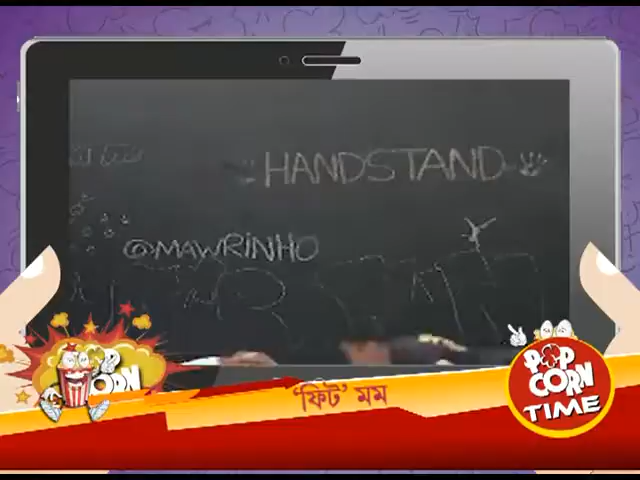 HANDSTAND
@MAWRINHO
POP
CORN
'ফিট' মম
POP
CORN
TIME